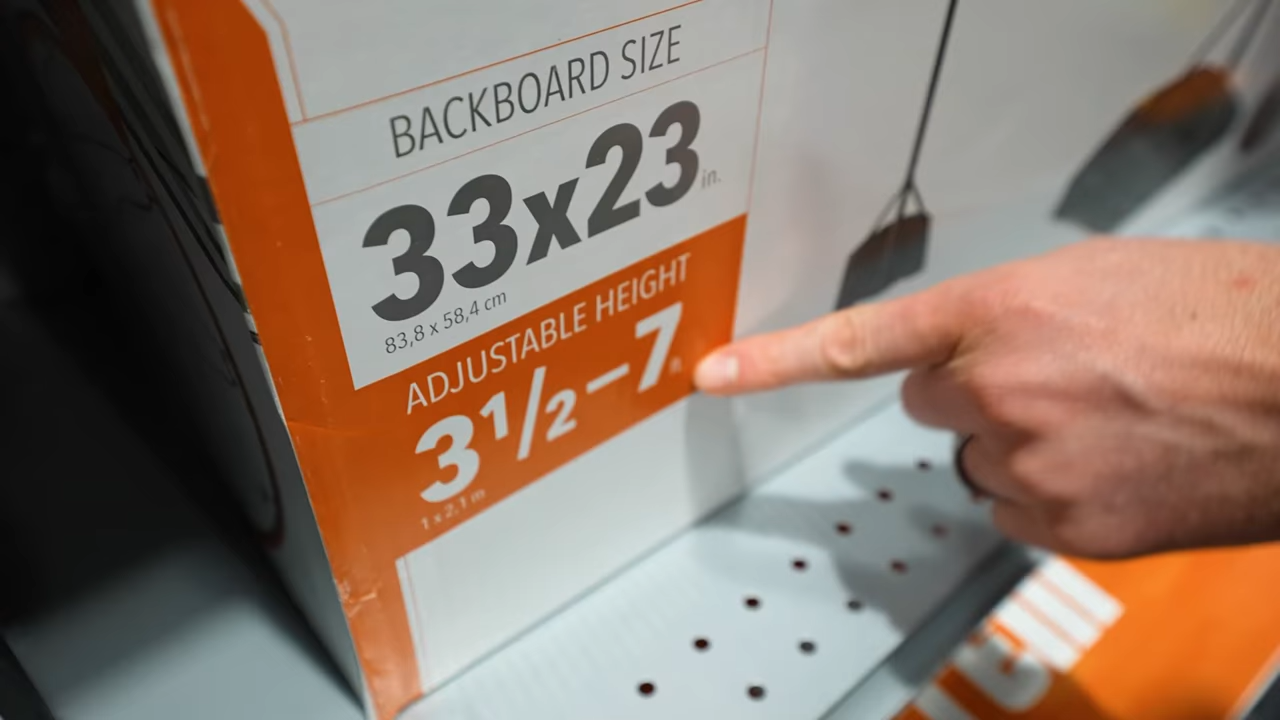 BACKBOARD SIZE
33x23 in.
83,8 x 58,4 cm
ADJUSTABLE HEIGHT
3 1/2 – 7 ft.
1 x 2,1 m